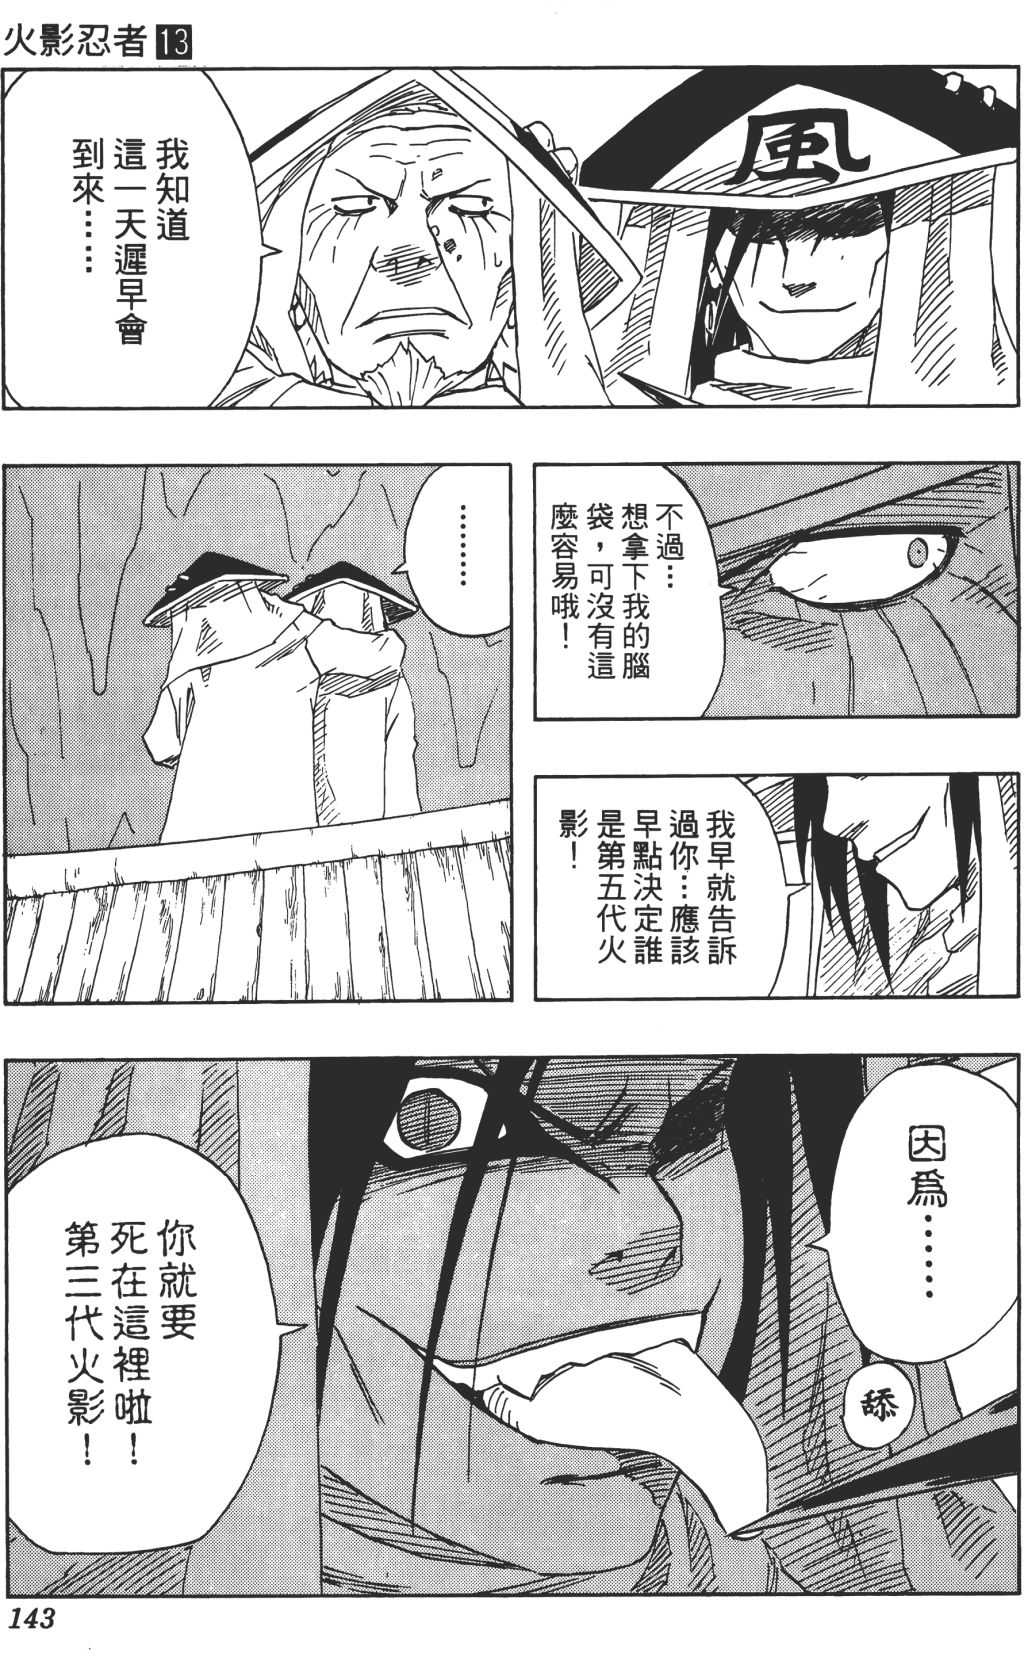 火影忍者 13
風
我知道
這一天遲早會
到來……
不過…
想拿下我的腦
袋，可沒有這
麼容易哦！
………
我早就告訴
過你…應該
早點決定誰
是第五代火
影！
因爲……
舔
你就要
死在這裡啦！
第三代火影！
143